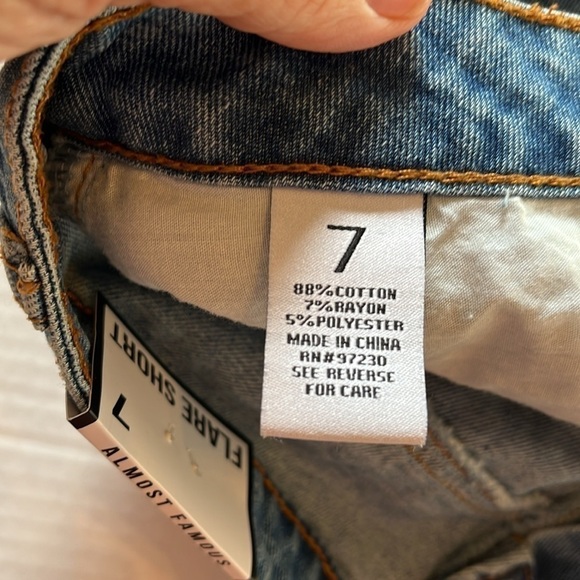 7
88%COTTON
7%RAYON
5%POLYESTER
MADE IN CHINA
RN#97230
SEE REVERSE
FOR CARE
FLARE SHORT
7
ALMOST FAMOUS